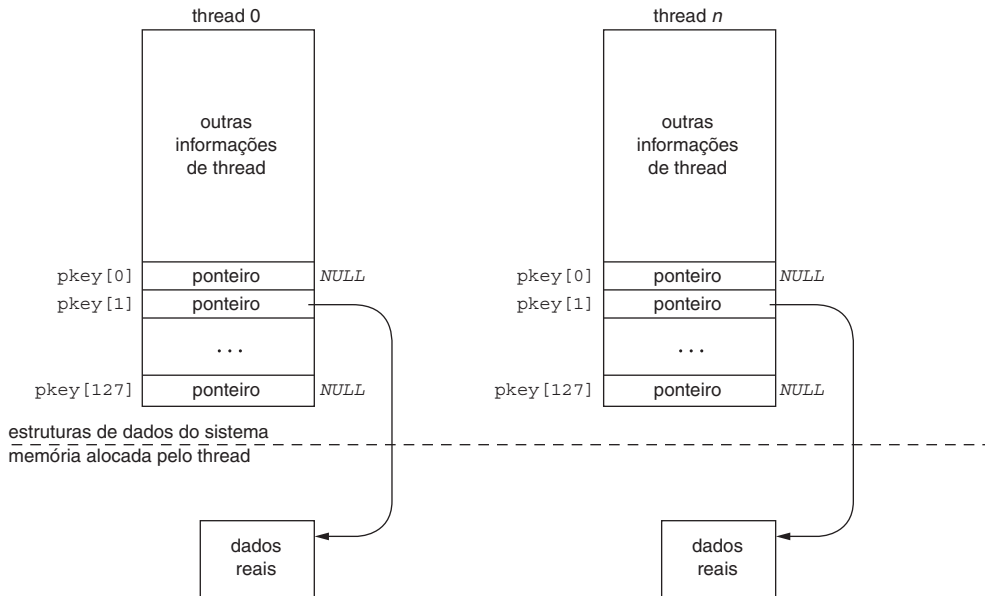 thread 0
outras
informações
de thread
pkey[0] ponteiro NULL
pkey[1] ponteiro
...
pkey[127] ponteiro NULL
thread n
outras
informações
de thread
pkey[0] ponteiro NULL
pkey[1] ponteiro
...
pkey[127] ponteiro NULL
estruturas de dados do sistema
memória alocada pelo thread
dados
reais
dados
reais